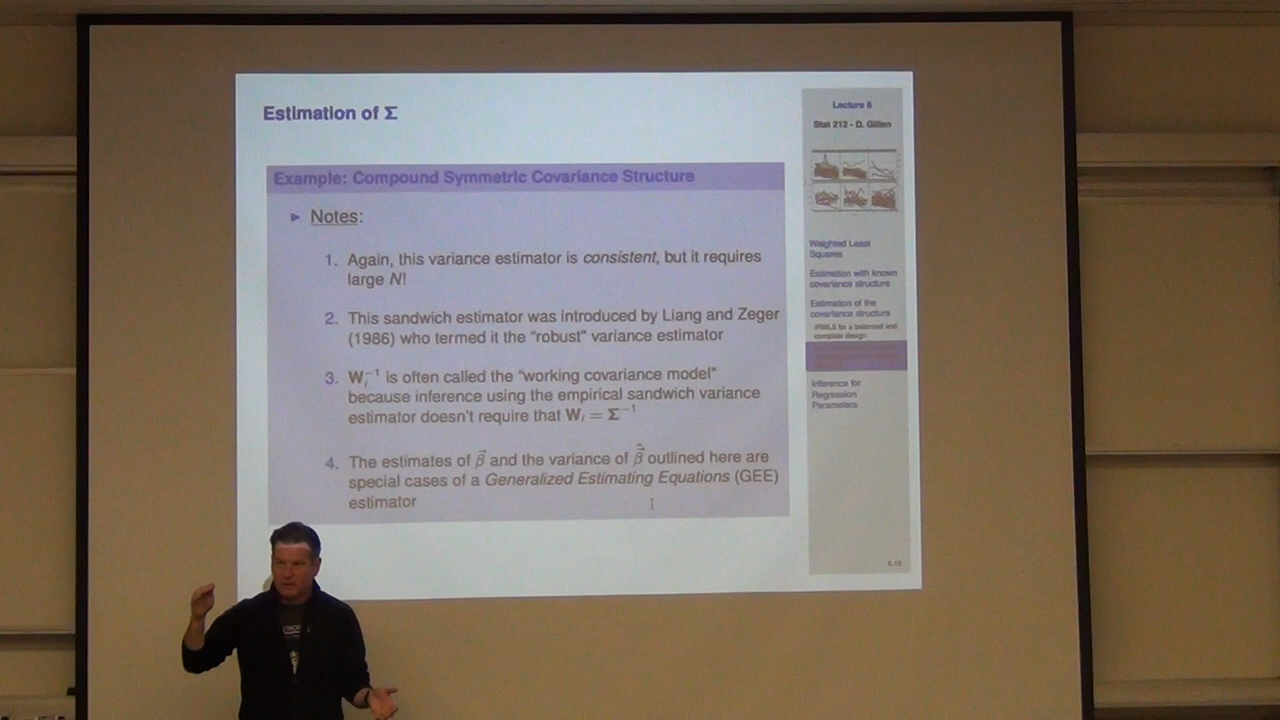 Estimation of Σ
Example: Compound Symmetric Covariance Structure
► Notes:
1. Again, this variance estimator is consistent, but it requires
large N!
2. This sandwich estimator was introduced by Liang and Zeger
(1986) who termed it the "robust" variance estimator
3. Wᵢ⁻¹ is often called the "working covariance model"
because inference using the empirical sandwich variance
estimator doesn't require that Wᵢ = Σ⁻¹
4. The estimates of β⃗ and the variance of β⃗̂ outlined here are
special cases of a Generalized Estimating Equations (GEE)
estimator
Lecture 6
Stat 212 - D. Gillen
Weighted Least
Squares
Estimation with known
covariance structure
Estimation of the
covariance structure
IRWLS for a balanced and
complete design
Inference for
Regression
Parameters